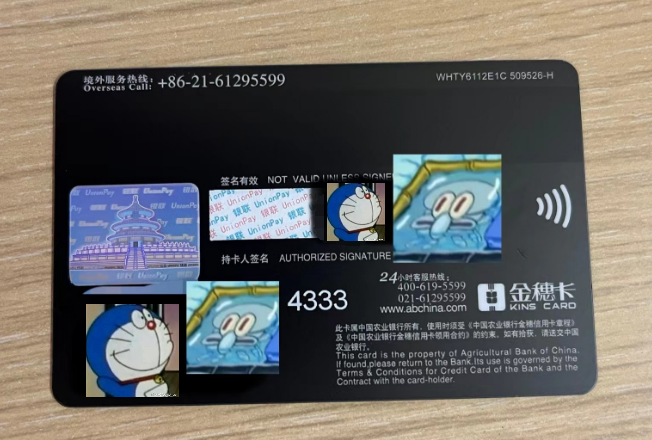 境外服务热线:
Overseas Call: +86-21-61295599
WHTY6112E1C 509526-H
签名有效 NOT VALID UNLESS SIGNE
UnionPay 银联
持卡人签名 AUTHORIZED SIGNATURE
4333
24小时客服热线:
400-619-5599
021-61295599
www.abchina.com
金穗卡
KINS CARD
此卡属中国农业银行所有,使用时须受《中国农业银行金穗信用卡章程》
及《中国农业银行金穗信用卡领用合约》的约束。如有拾获,请送交中国
农业银行。
This card is the property of Agricultural Bank of China.
If found,please return to the Bank.Its use is governed by the
Terms & Conditions for Credit Card of the Bank and the
Contract with the card-holder.